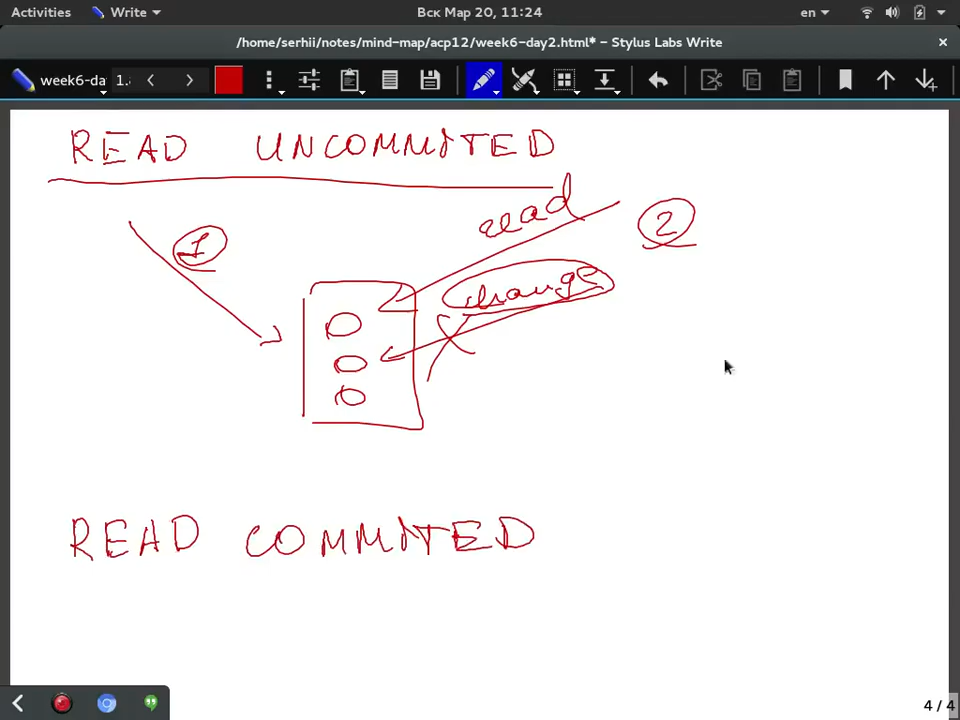 Activities Write Вск Мар 20, 11:24 en
/home/serhii/notes/mind-map/acp12/week6-day2.html* – Stylus Labs Write
week6-da 1.
READ UNCOMMITED
read
1
2
change
READ COMMITED
4 / 4